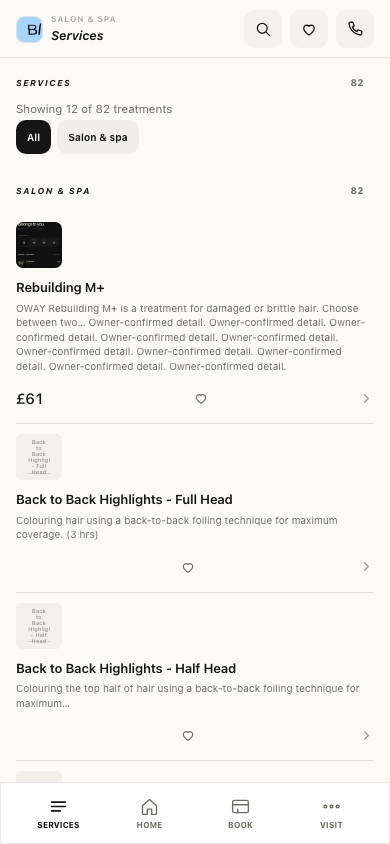 Bl
SALON & SPA
Services
SERVICES
82
Showing 12 of 82 treatments
All
Salon & spa
SALON & SPA
82
Rebuilding M+
OWAY Rebuilding M+ is a treatment for damaged or brittle hair. Choose
between two... Owner-confirmed detail. Owner-confirmed detail. Owner-
confirmed detail. Owner-confirmed detail. Owner-confirmed detail.
Owner-confirmed detail. Owner-confirmed detail. Owner-confirmed
detail. Owner-confirmed detail. Owner-confirmed detail.
£61
Back
to
Back
Highligl
- Full
Head
Back to Back Highlights - Full Head
Colouring hair using a back-to-back foiling technique for maximum
coverage. (3 hrs)
Back
to
Back
Highligl
- Half
Head
Back to Back Highlights - Half Head
Colouring the top half of hair using a back-to-back foiling technique for
maximum...
SERVICES
HOME
BOOK
VISIT